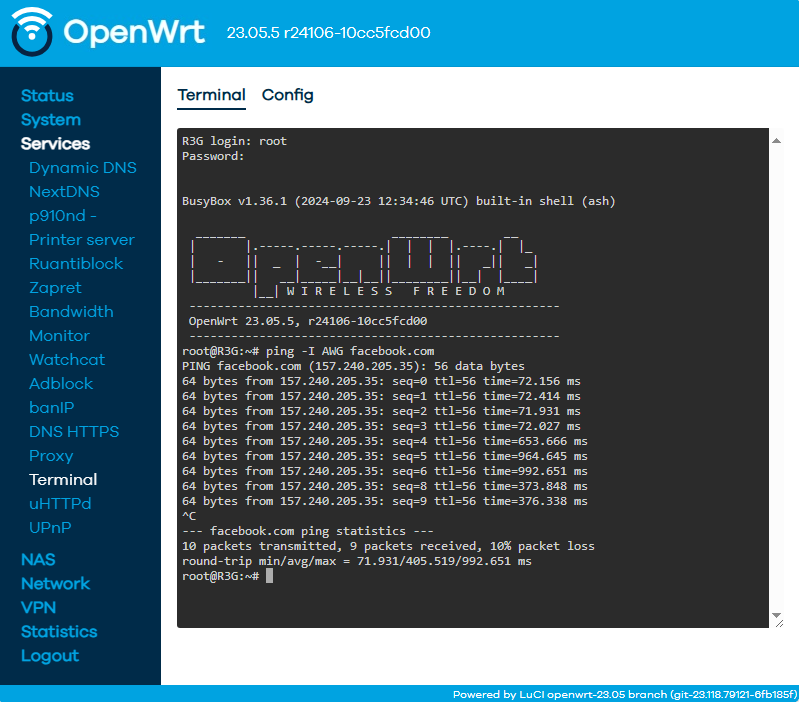 OpenWrt 23.05.5 r24106-10cc5fcd00
Status
System
Services
Dynamic DNS
NextDNS
p910nd -
Printer server
Ruantiblock
Zapret
Bandwidth
Monitor
Watchcat
Adblock
banIP
DNS HTTPS
Proxy
Terminal
uHTTPd
UPnP
NAS
Network
VPN
Statistics
Logout
Terminal Config
R3G login: root
Password:
BusyBox v1.36.1 (2024-09-23 12:34:46 UTC) built-in shell (ash)
OpenWrt
W I R E L E S S   F R E E D O M
-----------------------------------------------------
OpenWrt 23.05.5, r24106-10cc5fcd00
-----------------------------------------------------
root@R3G:~# ping -I AWG facebook.com
PING facebook.com (157.240.205.35): 56 data bytes
64 bytes from 157.240.205.35: seq=0 ttl=56 time=72.156 ms
64 bytes from 157.240.205.35: seq=1 ttl=56 time=72.414 ms
64 bytes from 157.240.205.35: seq=2 ttl=56 time=71.931 ms
64 bytes from 157.240.205.35: seq=3 ttl=56 time=72.027 ms
64 bytes from 157.240.205.35: seq=4 ttl=56 time=653.666 ms
64 bytes from 157.240.205.35: seq=5 ttl=56 time=964.645 ms
64 bytes from 157.240.205.35: seq=6 ttl=56 time=992.651 ms
64 bytes from 157.240.205.35: seq=8 ttl=56 time=373.848 ms
64 bytes from 157.240.205.35: seq=9 ttl=56 time=376.338 ms
^C
--- facebook.com ping statistics ---
10 packets transmitted, 9 packets received, 10% packet loss
round-trip min/avg/max = 71.931/405.519/992.651 ms
root@R3G:~#
Powered by LuCI openwrt-23.05 branch (git-23.118.79121-6fb185f)